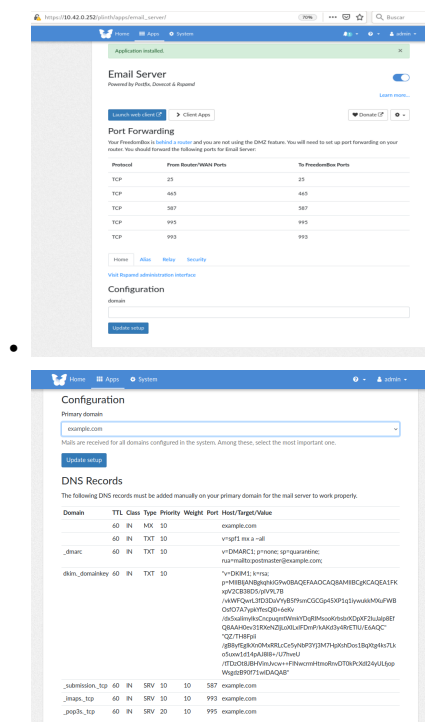 https://10.42.0.252/plinth/apps/email_server/
70%
Buscar
Home Apps System
admin
Application installed.
Email Server
Powered by Postfix, Dovecot & Rspamd
Learn more...
Launch web client
Client Apps
Donate
Port Forwarding
Your FreedomBox is behind a router and you are not using the DMZ feature. You will need to set up port forwarding on your
router. You should forward the following ports for Email Server:
Protocol From Router/WAN Ports To FreedomBox Ports
TCP 25 25
TCP 465 465
TCP 587 587
TCP 995 995
TCP 993 993
Home Alias Relay Security
Visit Rspamd administration interface
Configuration
domain
Update setup
Home Apps System
admin
Configuration
Primary domain
example.com
Mails are received for all domains configured in the system. Among these, select the most important one.
Update setup
DNS Records
The following DNS records must be added manually on your primary domain for the mail server to work properly.
Domain TTL Class Type Priority Weight Port Host/Target/Value
60 IN MX 10 example.com
60 IN TXT 10 v=spf1 mx a ~all
_dmarc 60 IN TXT 10 v=DMARC1; p=none; sp=quarantine;
rua=mailto:postmaster@example.com;
dkim._domainkey 60 IN TXT 10 "v=DKIM1; k=rsa;
_submission._tcp 60 IN SRV 10 10 587 example.com
_imaps._tcp 60 IN SRV 10 10 993 example.com
_pop3s._tcp 60 IN SRV 20 10 995 example.com